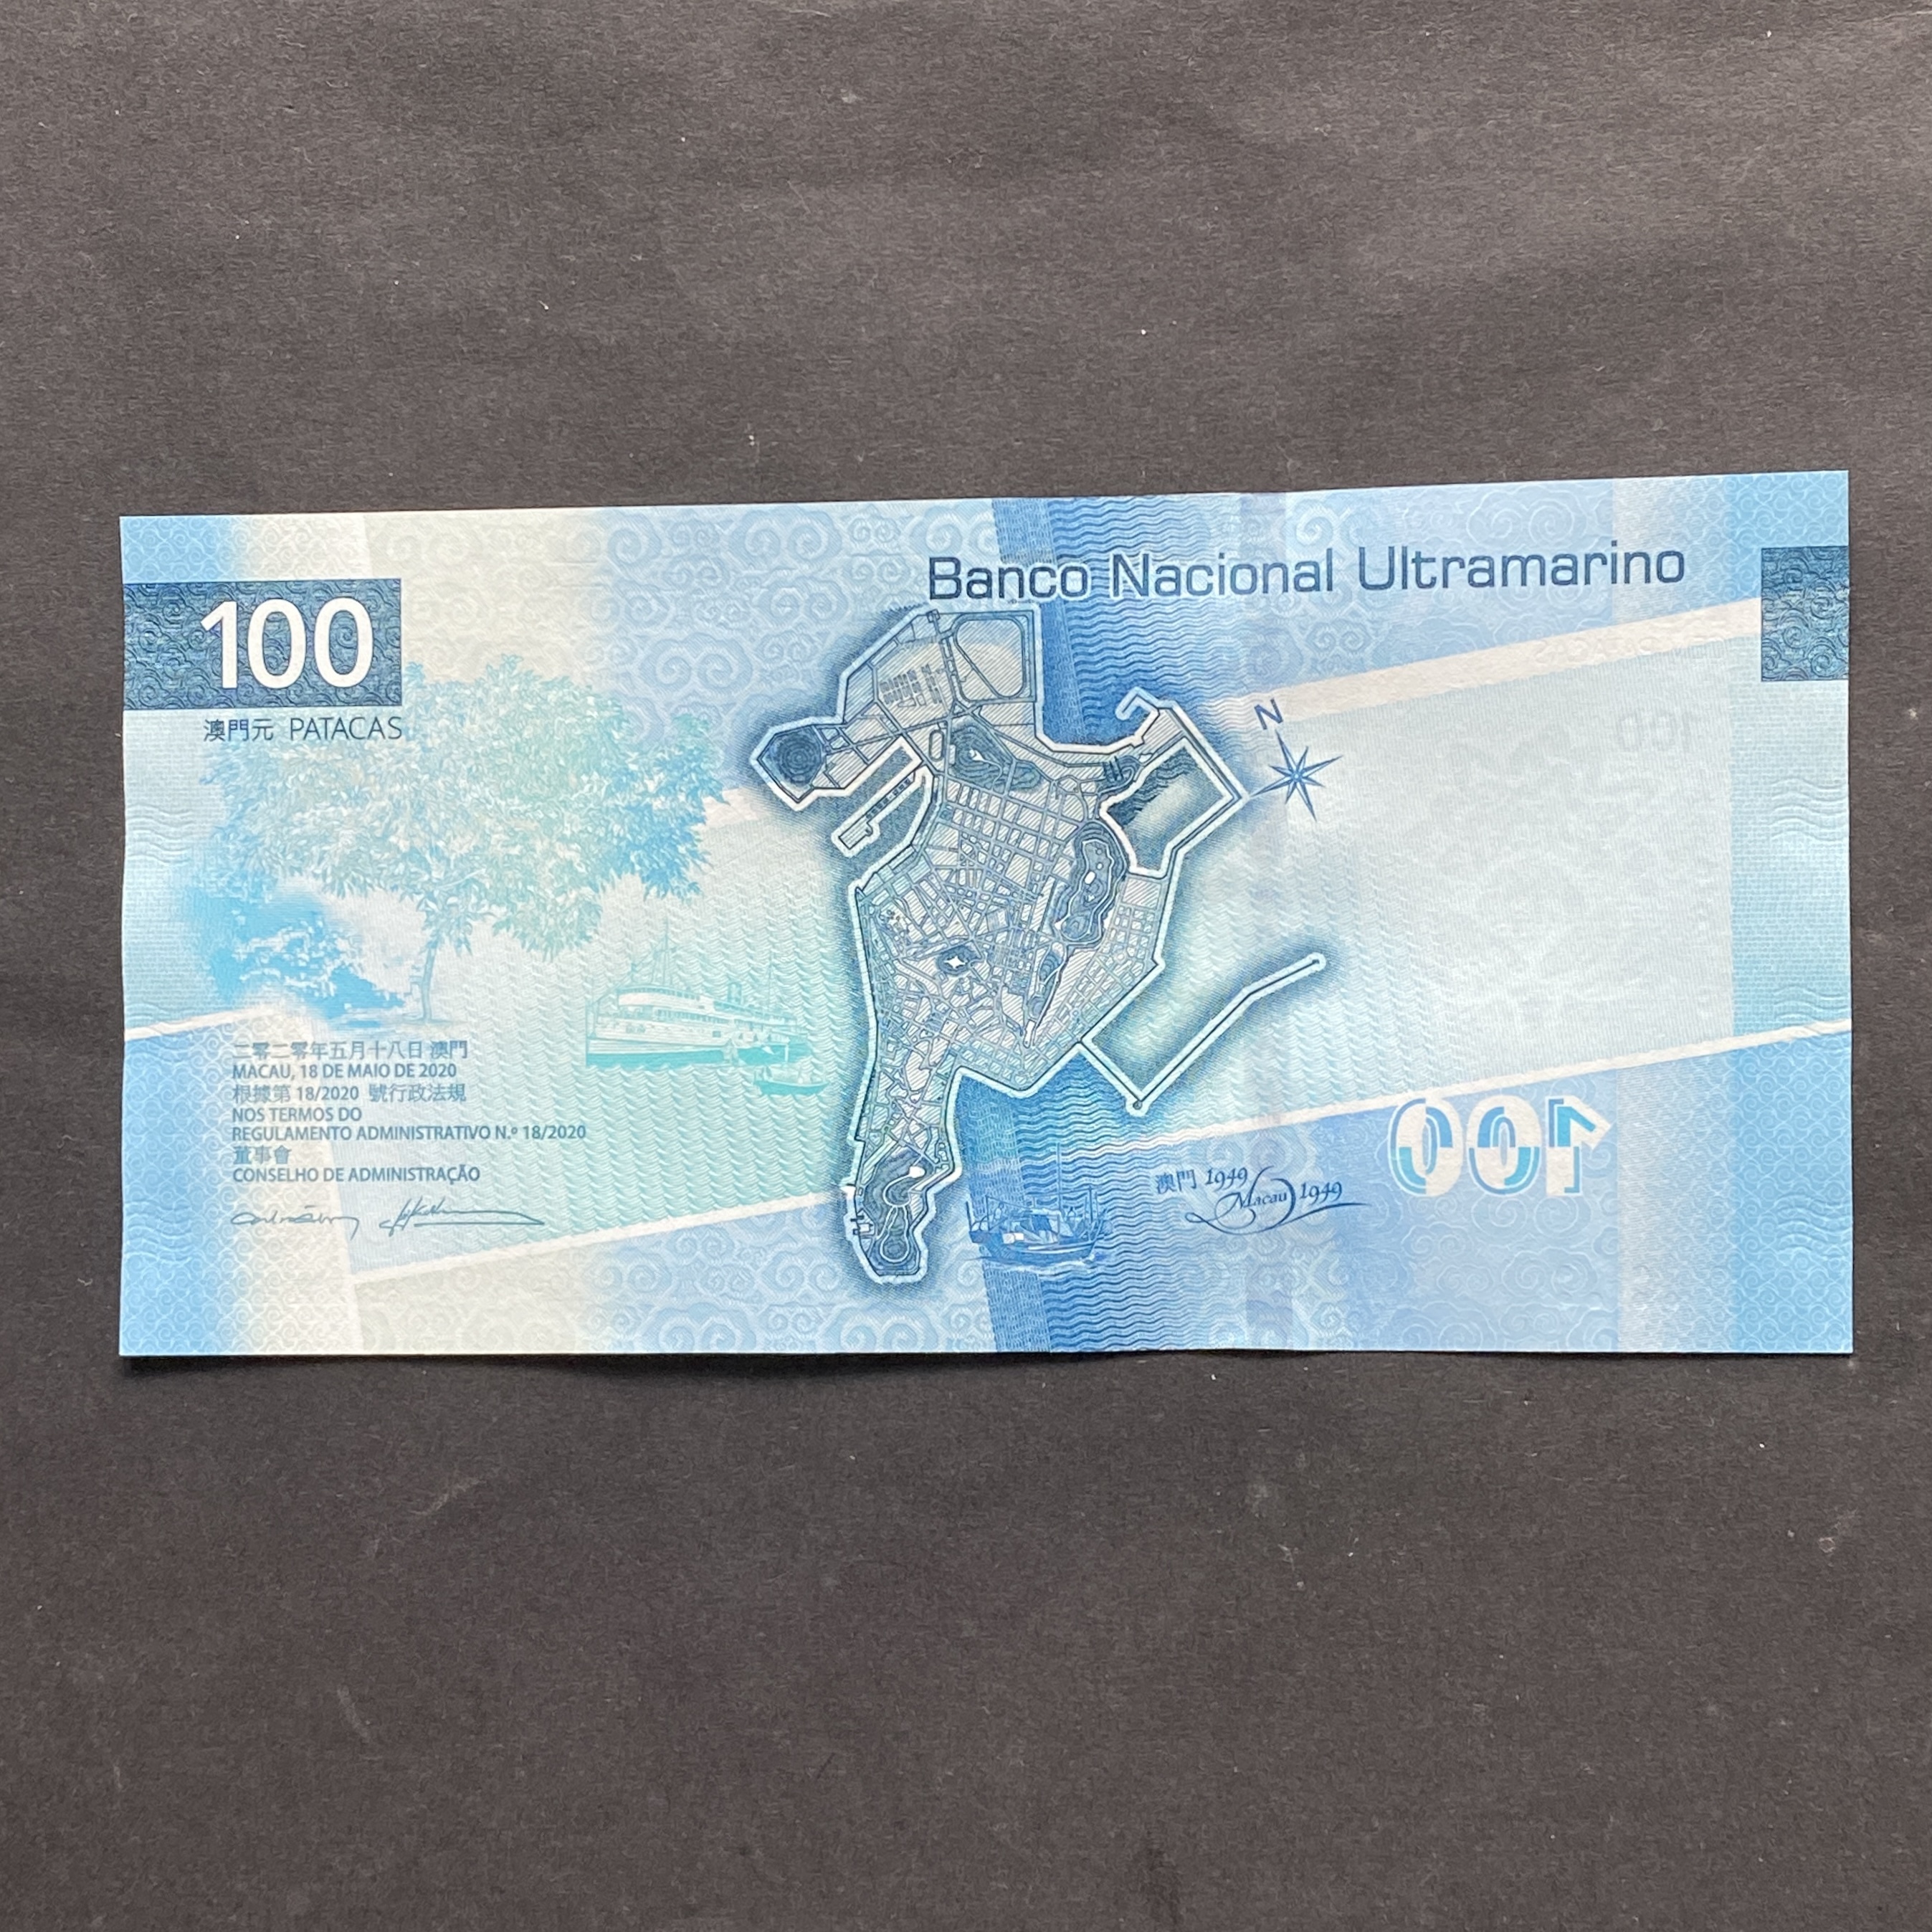 Banco Nacional Ultramarino
100
澳門元 PATACAS
N
二零二零年五月十八日 澳門
MACAU, 18 DE MAIO DE 2020
根據第 18/2020 號行政法規
NOS TERMOS DO
REGULAMENTO ADMINISTRATIVO N.º 18/2020
董事會
CONSELHO DE ADMINISTRAÇÃO
澳門 1949
Macau 1949
100